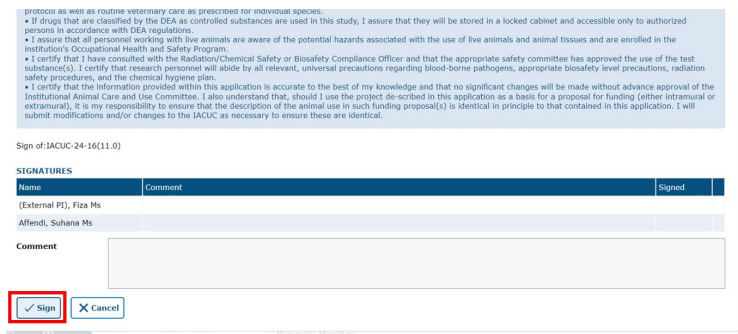 protocol as well as routine veterinary care as prescribed for individual species.
• If drugs that are classified by the DEA as controlled substances are used in this study, I assure that they will be stored in a locked cabinet and accessible only to authorized
persons in accordance with DEA regulations.
• I assure that all personnel working with live animals are aware of the potential hazards associated with the use of live animals and animal tissues and are enrolled in the
institution's Occupational Health and Safety Program.
• I certify that I have consulted with the Radiation/Chemical Safety or Biosafety Compliance Officer and that the appropriate safety committee has approved the use of the test
substance(s). I certify that research personnel will abide by all relevant, universal precautions regarding blood-borne pathogens, appropriate biosafety level precautions, radiation
safety procedures, and the chemical hygiene plan.
• I certify that the information provided within this application is accurate to the best of my knowledge and that no significant changes will be made without advance approval of the
Institutional Animal Care and Use Committee. I also understand that, should I use the project de-scribed in this application as a basis for a proposal for funding (either intramural or
extramural), it is my responsibility to ensure that the description of the animal use in such funding proposal(s) is identical in principle to that contained in this application. I will
submit modifications and/or changes to the IACUC as necessary to ensure these are identical.
Sign of:IACUC-24-16(11.0)
SIGNATURES
Name Comment Signed
(External PI), Fiza Ms
Affendi, Suhana Ms
Comment
Sign Cancel